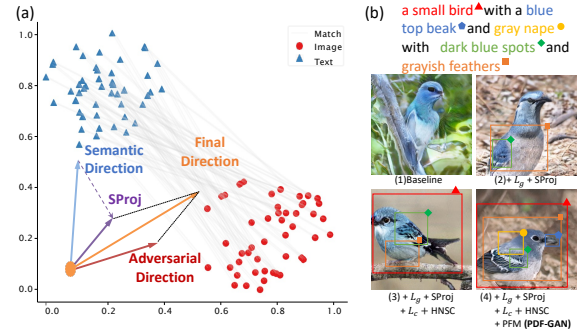 (a)
Match
Image
Text
1.0
0.8
0.6
0.4
0.2
0.0
0.0
0.2
0.4
0.6
0.8
1.0
Semantic
Direction
SProj
Final
Direction
Adversarial
Direction
(b)
a small bird with a blue
top beak and gray nape
with dark blue spots and
grayish feathers
(1)Baseline
(2)+ L_g + SProj
(3) + L_g + SProj
+ L_c + HNSC
(4) + L_g + SProj
+ L_c + HNSC
+ PFM (PDF-GAN)